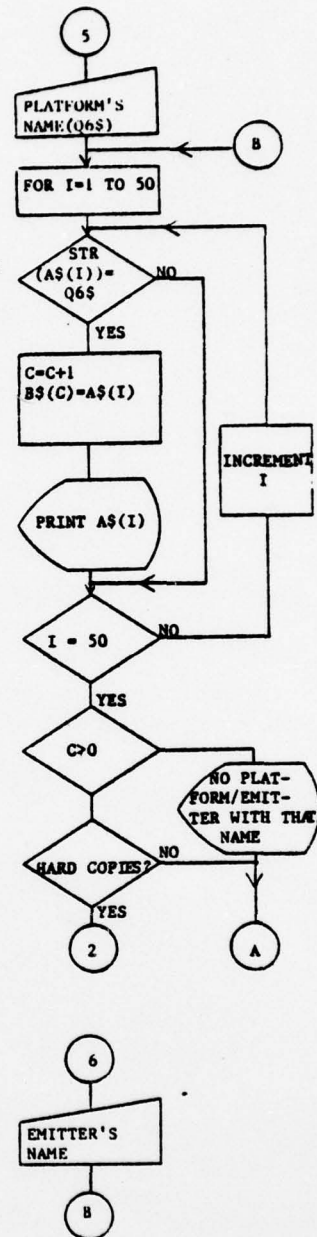 5
PLATFORM'S
NAME(Q6$)
B
FOR I=1 TO 50
STR
(A$(I))=
Q6$
NO
YES
C=C+1
B$(C)=A$(I)
INCREMENT
I
PRINT A$(I)
I = 50
NO
YES
C>0
NO PLAT-
FORM/EMIT-
TER WITH THAT
NAME
HARD COPIES?
NO
YES
2
A
6
EMITTER'S
NAME
B